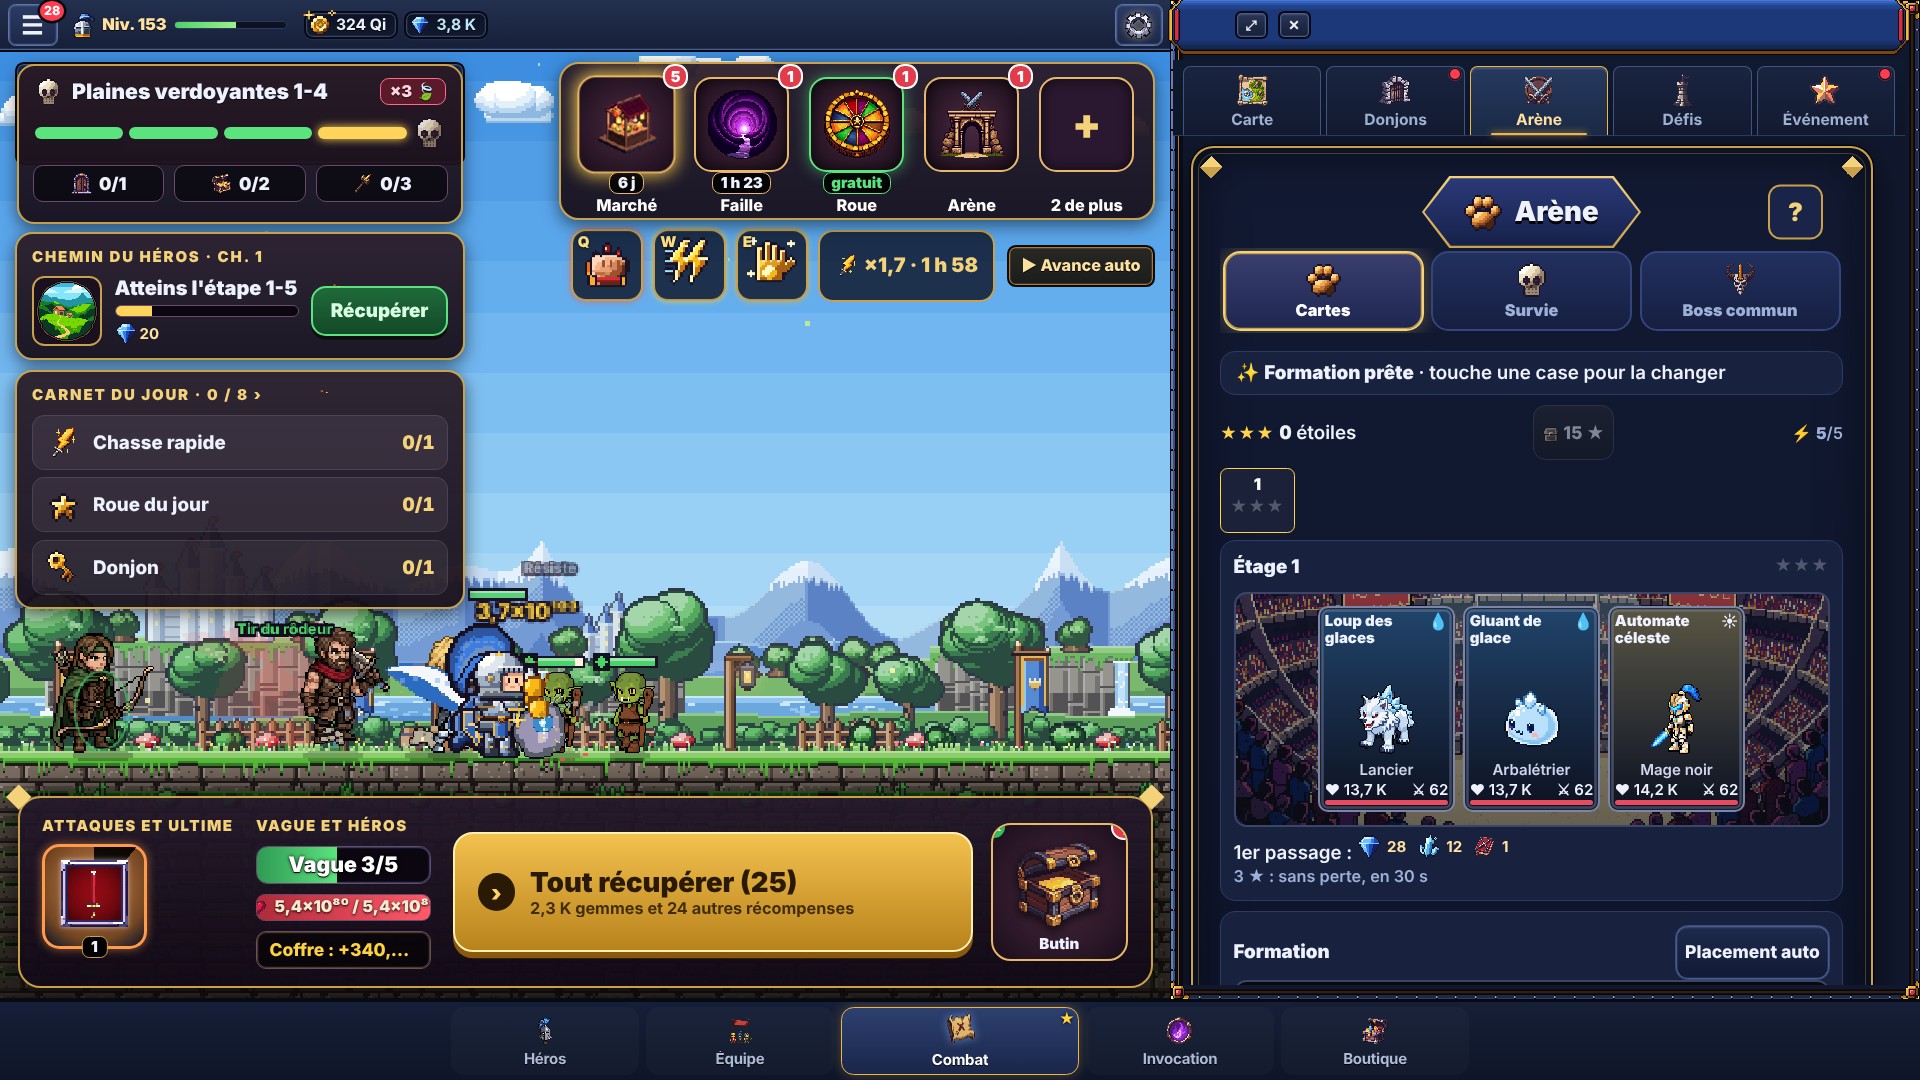 28
Niv. 153
324 Qi
3,8 K
Plaines verdoyantes 1-4
×3
0/1
0/2
0/3
CHEMIN DU HÉROS · CH. 1
Atteins l'étape 1-5
20
Récupérer
CARNET DU JOUR · 0 / 8 ›
Chasse rapide
0/1
Roue du jour
0/1
Donjon
0/1
5
6 j
Marché
1
1 h 23
Faille
1
gratuit
Roue
1
Arène
+
2 de plus
Q
W
E
×1,7 · 1 h 58
Avance auto
Résiste
Tir du rôdeur
ATTAQUES ET ULTIME
1
VAGUE ET HÉROS
Vague 3/5
5,4×10⁸⁰ / 5,4×10⁸
Coffre : +340,...
Tout récupérer (25)
2,3 K gemmes et 24 autres récompenses
Butin
Héros
Équipe
Combat
Invocation
Boutique
Carte
Donjons
Arène
Défis
Événement
Arène
?
Cartes
Survie
Boss commun
Formation prête · touche une case pour la changer
0 étoiles
15 ★
5/5
1
Étage 1
Loup des glaces
Lancier
13,7 K
62
Gluant de glace
Arbalétrier
13,7 K
62
Automate céleste
Mage noir
14,2 K
62
1er passage :
28
12
1
3 ★ : sans perte, en 30 s
Formation
Placement auto